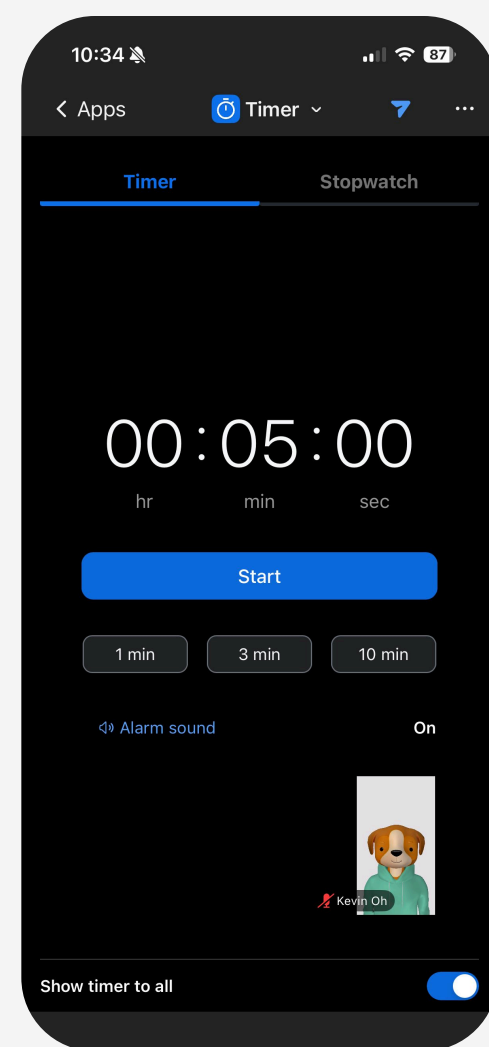 10:34 87
Apps Timer ...
Timer Stopwatch
00:05:00
hr min sec
Start
1 min 3 min 10 min
Alarm sound On
Kevin Oh
Show timer to all